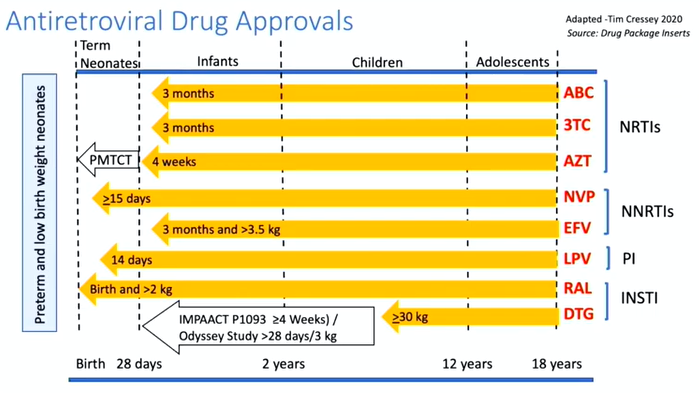 Antiretroviral Drug Approvals
Adapted -Tim Cressey 2020
Source: Drug Package Inserts
Term
Neonates
Infants
Children
Adolescents
Preterm and low birth weight neonates
3 months
ABC
3 months
3TC
NRTIs
PMTCT
4 weeks
AZT
≥15 days
NVP
NNRTIs
3 months and >3.5 kg
EFV
14 days
LPV
PI
Birth and >2 kg
RAL
INSTI
IMPAACT P1093 ≥4 Weeks) /
Odyssey Study >28 days/3 kg
≥30 kg
DTG
Birth
28 days
2 years
12 years
18 years